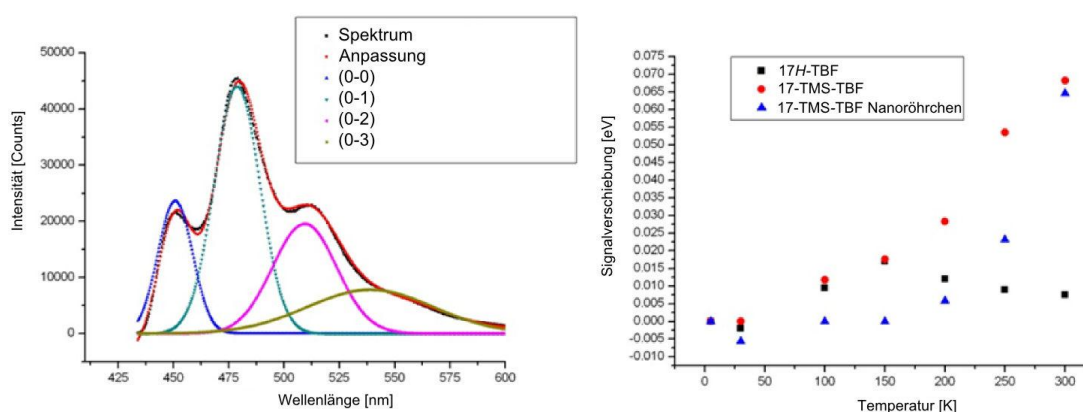 Spektrum
Anpassung
(0-0)
(0-1)
(0-2)
(0-3)
Intensität [Counts]
50000
40000
30000
20000
10000
0
425 450 475 500 525 550 575 600
Wellenlänge [nm]
17H-TBF
17-TMS-TBF
17-TMS-TBF Nanoröhrchen
Signalverschiebung [eV]
0.075
0.070
0.065
0.060
0.055
0.050
0.045
0.040
0.035
0.030
0.025
0.020
0.015
0.010
0.005
0.000
-0.005
-0.010
0 50 100 150 200 250 300
Temperatur [K]